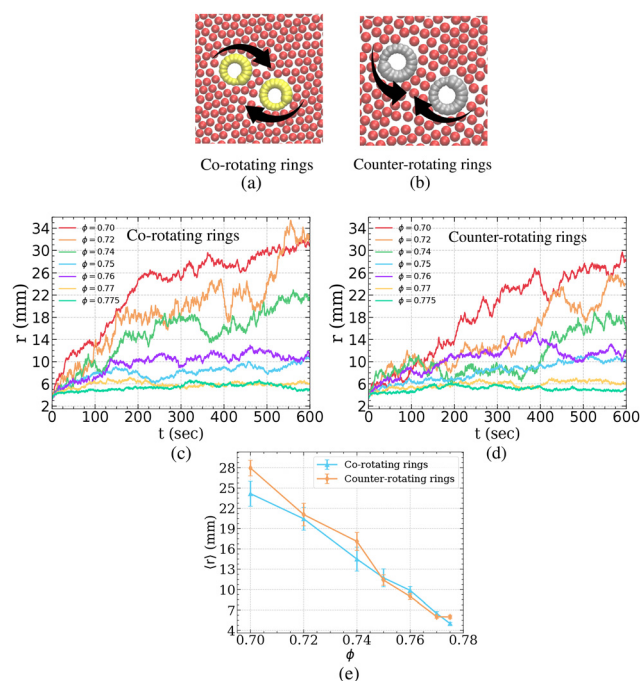 Co-rotating rings
Counter-rotating rings
(a)
(b)
34
30
26
22
18
14
10
6
2
r (mm)
Co-rotating rings
ϕ = 0.70
ϕ = 0.72
ϕ = 0.74
ϕ = 0.75
ϕ = 0.76
ϕ = 0.77
ϕ = 0.775
0 100 200 300 400 500 600
t (sec)
(c)
34
30
26
22
18
14
10
6
2
r (mm)
Counter-rotating rings
ϕ = 0.70
ϕ = 0.72
ϕ = 0.74
ϕ = 0.75
ϕ = 0.76
ϕ = 0.77
ϕ = 0.775
0 100 200 300 400 500 600
t (sec)
(d)
28
25
22
19
16
13
10
7
4
⟨r⟩ (mm)
Co-rotating rings
Counter-rotating rings
0.70 0.72 0.74 0.76 0.78
ϕ
(e)